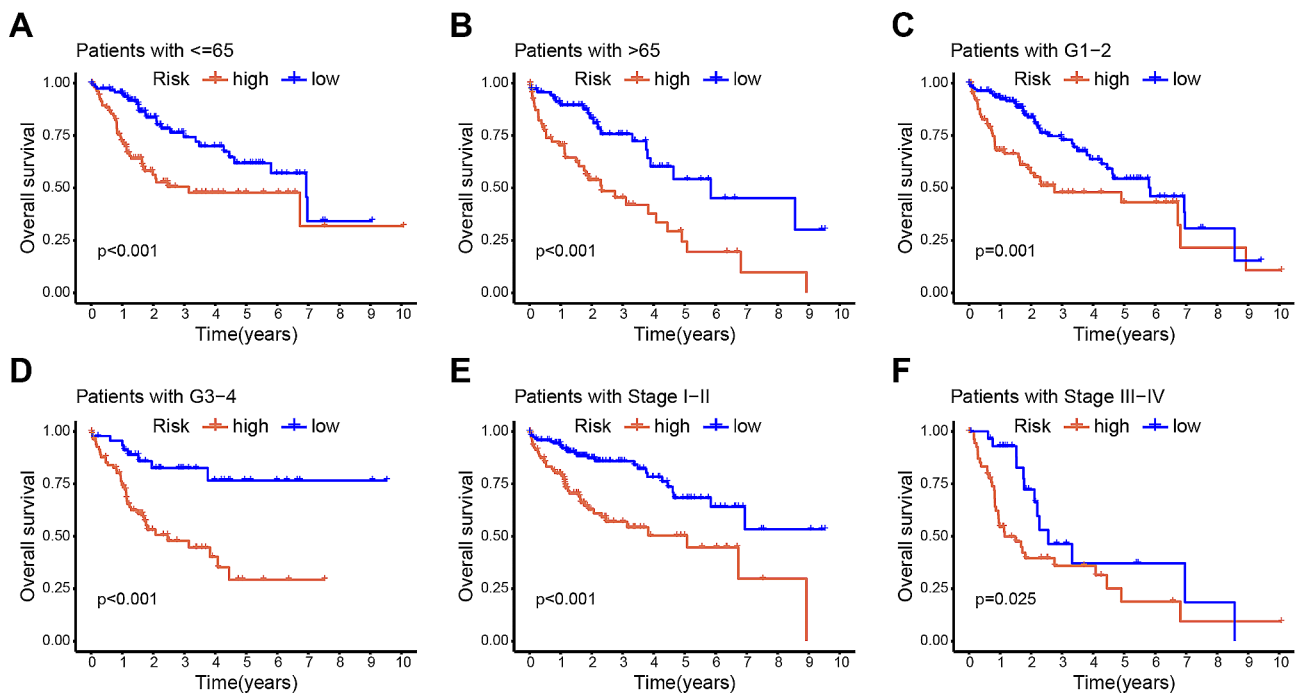 A
Patients with <=65
Risk high low
1.00
0.75
0.50
0.25
0.00
Overall survival
p<0.001
0 1 2 3 4 5 6 7 8 9 10
Time(years)
B
Patients with >65
Risk high low
1.00
0.75
0.50
0.25
0.00
Overall survival
p<0.001
0 1 2 3 4 5 6 7 8 9 10
Time(years)
C
Patients with G1−2
Risk high low
1.00
0.75
0.50
0.25
0.00
Overall survival
p=0.001
0 1 2 3 4 5 6 7 8 9 10
Time(years)
D
Patients with G3−4
Risk high low
1.00
0.75
0.50
0.25
0.00
Overall survival
p<0.001
0 1 2 3 4 5 6 7 8 9 10
Time(years)
E
Patients with Stage I−II
Risk high low
1.00
0.75
0.50
0.25
0.00
Overall survival
p<0.001
0 1 2 3 4 5 6 7 8 9 10
Time(years)
F
Patients with Stage III−IV
Risk high low
1.00
0.75
0.50
0.25
0.00
Overall survival
p=0.025
0 1 2 3 4 5 6 7 8 9 10
Time(years)